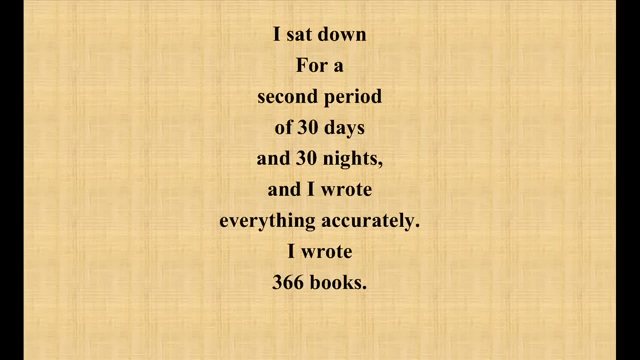 I sat down
For a
second period
of 30 days
and 30 nights,
and I wrote
everything accurately.
I wrote
366 books.